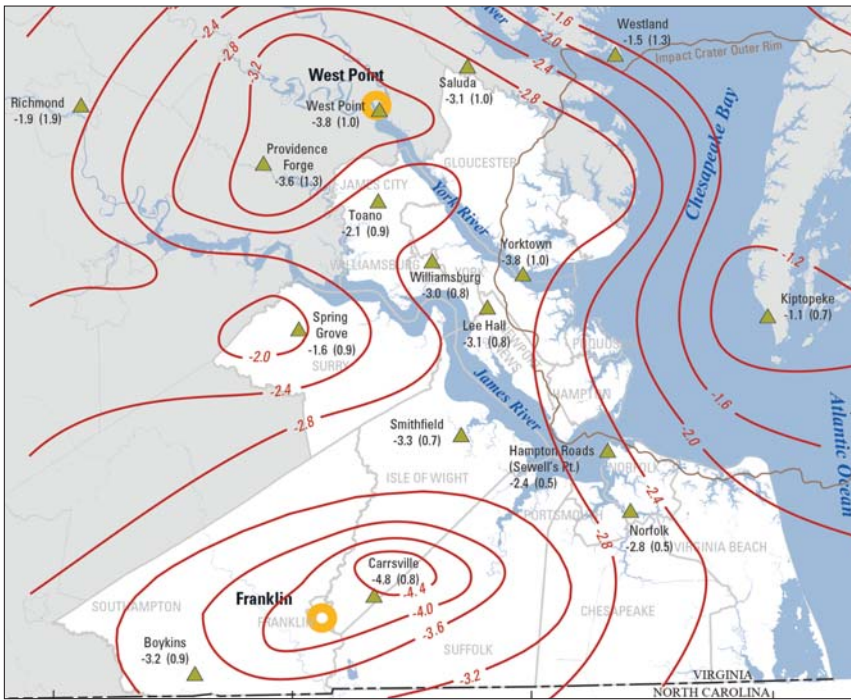 -1.6
-2.0
-2.4
-2.8
River
Westland
-1.5 (1.3)
Impact Crater Outer Rim
-2.4
-2.8
-3.2
West Point
Saluda
-3.1 (1.0)
Richmond
-1.9 (1.9)
West Point
-3.8 (1.0)
Providence
Forge
-3.6 (1.3)
GLOUCESTER
JAMES CITY
Chesapeake Bay
Toano
-2.1 (0.9)
York River
WILLIAMSBURG
YORK
Williamsburg
-3.0 (0.8)
Yorktown
-3.8 (1.0)
-1.2
Kiptopeke
-1.1 (0.7)
Lee Hall
-3.1 (0.8)
NEWPORT
NEWS
POQUOSON
Spring
Grove
-1.6 (0.9)
-2.0
SURRY
-2.4
-2.8
HAMPTON
James River
-1.6
-2.0
Atlantic Ocean
Smithfield
-3.3 (0.7)
Hampton Roads
(Sewell's Pt.)
-2.4 (0.5)
NORFOLK
ISLE OF WIGHT
-2.4
PORTSMOUTH
Norfolk
-2.8 (0.5)
-2.8
VIRGINIA BEACH
Carrsville
-4.8 (0.8)
-4.4
-4.0
-3.6
-3.2
Franklin
FRANKLIN
SOUTHAMPTON
CHESAPEAKE
SUFFOLK
Boykins
-3.2 (0.9)
VIRGINIA
NORTH CAROLINA